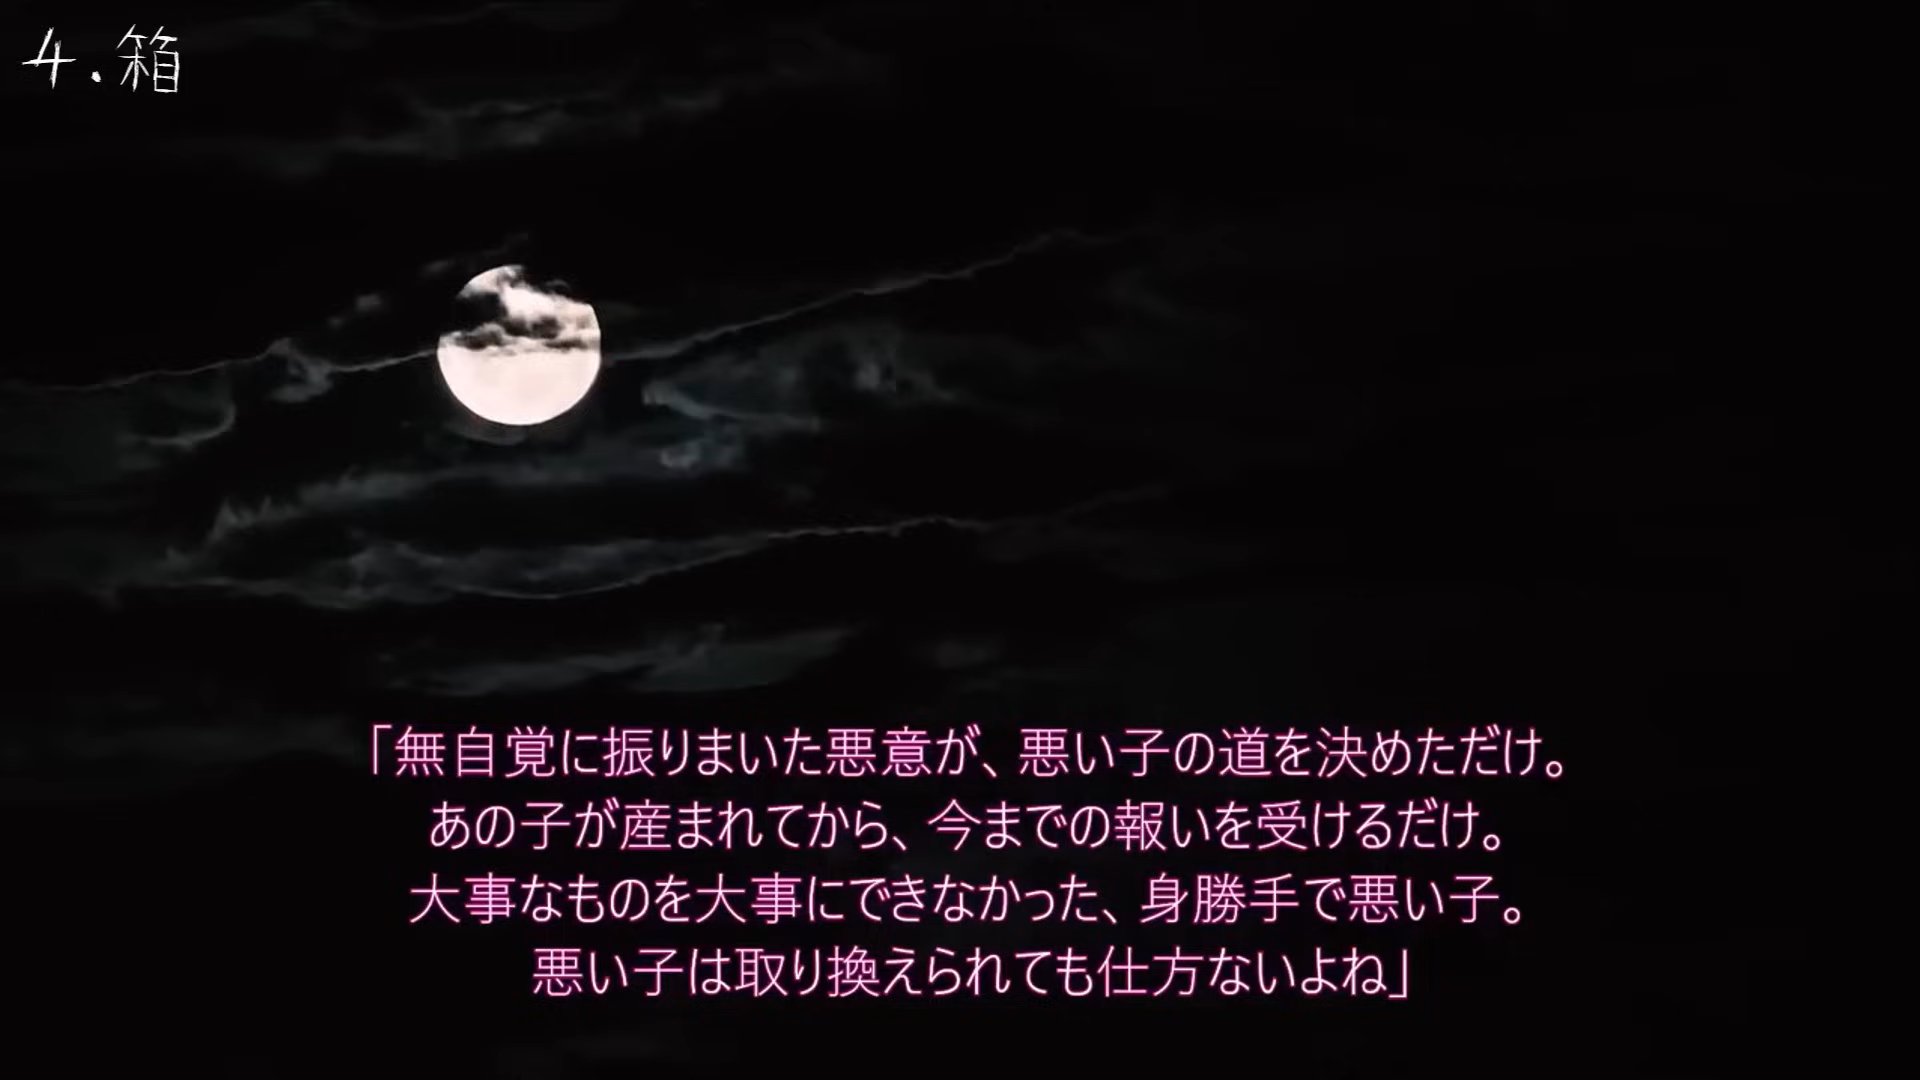 4.箱
「無自覚に振りまいた悪意が、悪い子の道を決めただけ。
あの子が産まれてから、今までの報いを受けるだけ。
大事なものを大事にできなかった、身勝手で悪い子。
悪い子は取り換えられても仕方ないよね」